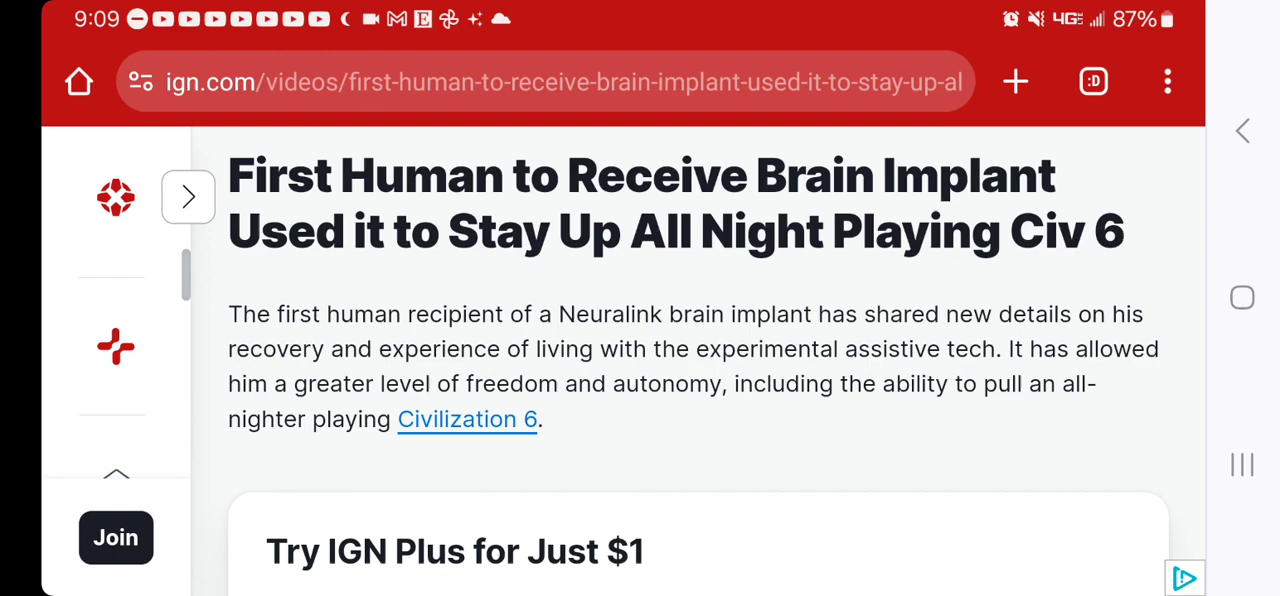 9:09 4GE 87%
ign.com/videos/first-human-to-receive-brain-implant-used-it-to-stay-up-al :D
First Human to Receive Brain Implant
Used it to Stay Up All Night Playing Civ 6
The first human recipient of a Neuralink brain implant has shared new details on his
recovery and experience of living with the experimental assistive tech. It has allowed
him a greater level of freedom and autonomy, including the ability to pull an all-
nighter playing Civilization 6.
Join
Try IGN Plus for Just $1